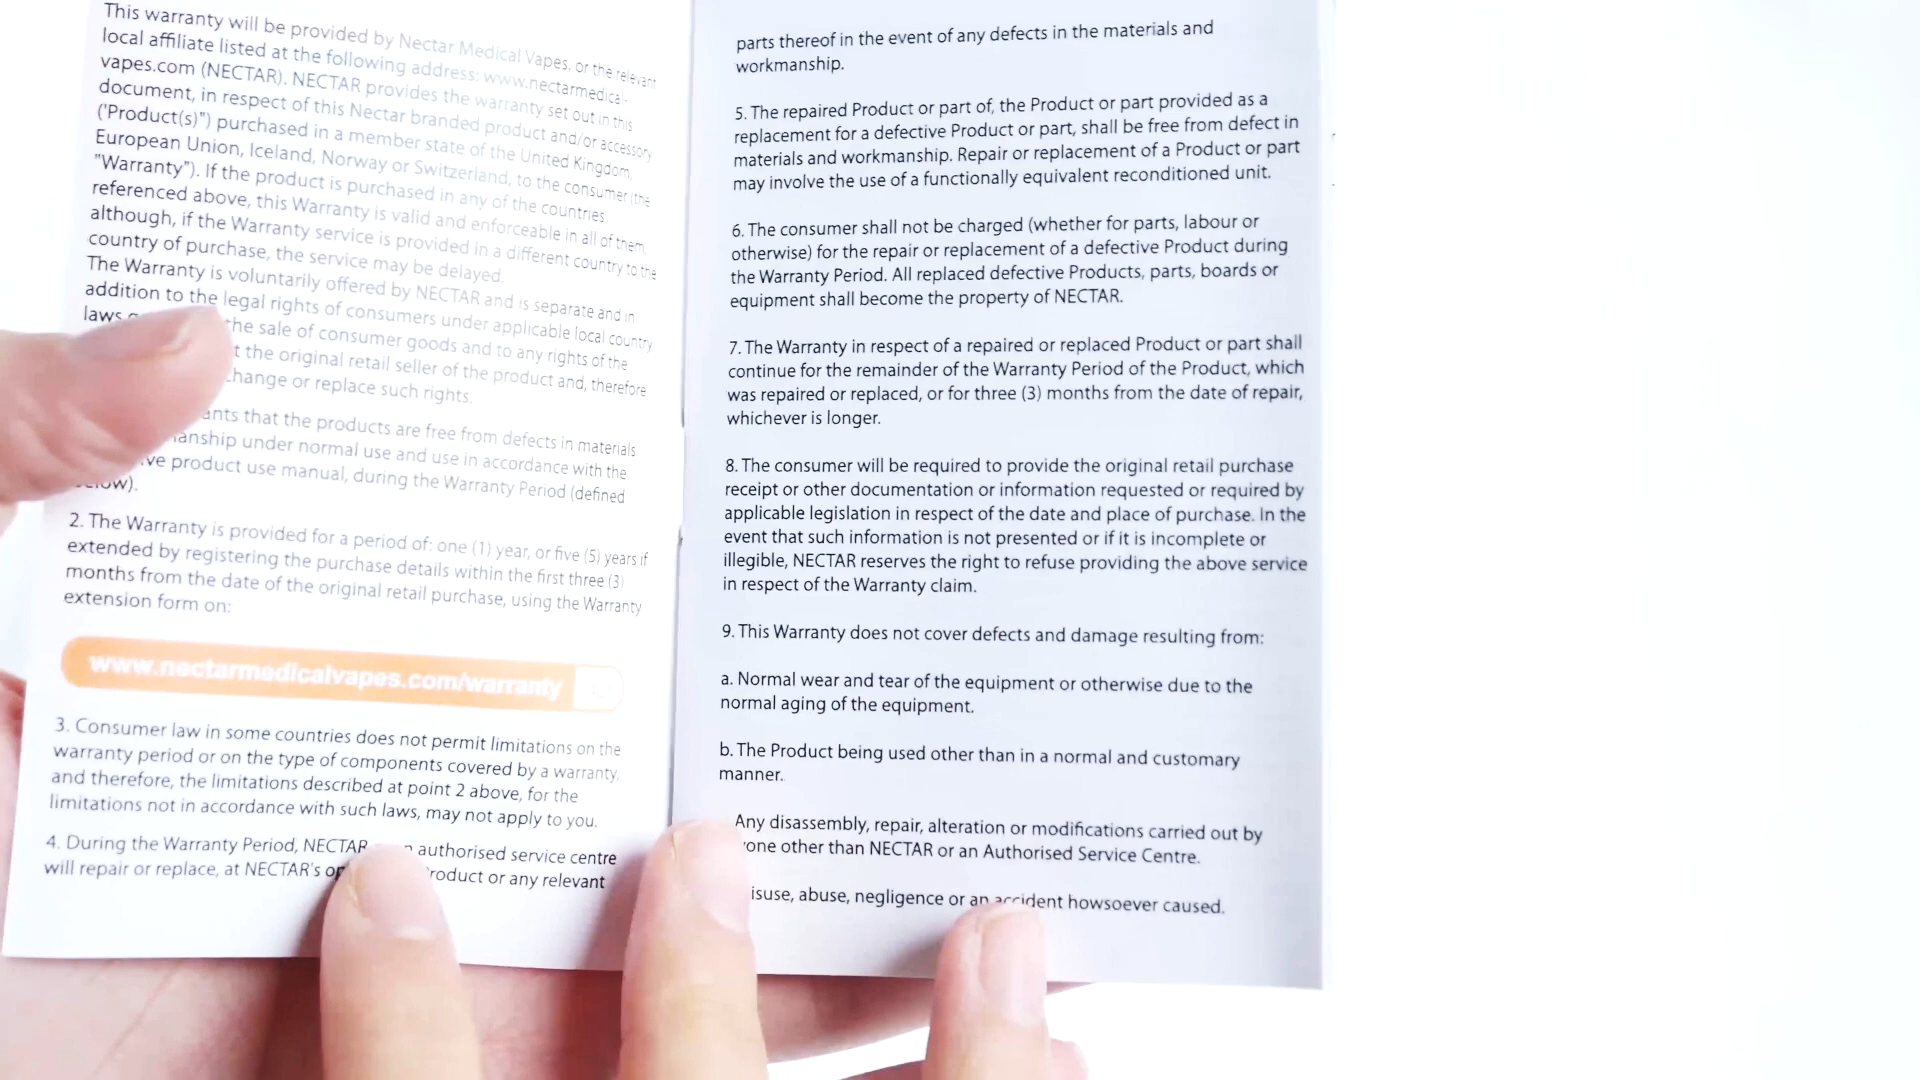 This warranty will be provided by Nectar Medical Vapes, or the relevant
local affiliate listed at the following address: www.nectarmedical-
vapes.com (NECTAR). NECTAR provides the warranty set out in this
document, in respect of this Nectar branded product and/or accessory
('Product(s)") purchased in a member state of the United Kingdom,
European Union, Iceland, Norway or Switzerland, to the consumer (the
"Warranty"). If the product is purchased in any of the countries
referenced above, this Warranty is valid and enforceable in all of them,
although, if the Warranty service is provided in a different country to the
country of purchase, the service may be delayed.
The Warranty is voluntarily offered by NECTAR and is separate and in
addition to the legal rights of consumers under applicable local country
laws the sale of consumer goods and to any rights of the
the original retail seller of the product and, therefore
change or replace such rights.
that the products are free from defects in materials
under normal use and use in accordance with the
product use manual, during the Warranty Period (defined
2. The Warranty is provided for a period of: one (1) year, or five (5) years if
extended by registering the purchase details within the first three (3)
months from the date of the original retail purchase, using the Warranty
extension form on:
www.nectarmedicalvapes.com/warranty
3. Consumer law in some countries does not permit limitations on the
warranty period or on the type of components covered by a warranty,
and therefore, the limitations described at point 2 above, for the
limitations not in accordance with such laws, may not apply to you.
4. During the Warranty Period, NECTAR authorised service centre
will repair or replace, at NECTAR's or any relevant
parts thereof in the event of any defects in the materials and
workmanship.
5. The repaired Product or part of, the Product or part provided as a
replacement for a defective Product or part, shall be free from defect in
materials and workmanship. Repair or replacement of a Product or part
may involve the use of a functionally equivalent reconditioned unit.
6. The consumer shall not be charged (whether for parts, labour or
otherwise) for the repair or replacement of a defective Product during
the Warranty Period. All replaced defective Products, parts, boards or
equipment shall become the property of NECTAR.
7. The Warranty in respect of a repaired or replaced Product or part shall
continue for the remainder of the Warranty Period of the Product, which
was repaired or replaced, or for three (3) months from the date of repair,
whichever is longer.
8. The consumer will be required to provide the original retail purchase
receipt or other documentation or information requested or required by
applicable legislation in respect of the date and place of purchase. In the
event that such information is not presented or if it is incomplete or
illegible, NECTAR reserves the right to refuse providing the above service
in respect of the Warranty claim.
9. This Warranty does not cover defects and damage resulting from:
a. Normal wear and tear of the equipment or otherwise due to the
normal aging of the equipment.
b. The Product being used other than in a normal and customary
manner.
Any disassembly, repair, alteration or modifications carried out by
other than NECTAR or an Authorised Service Centre.
abuse, negligence or an accident howsoever caused.